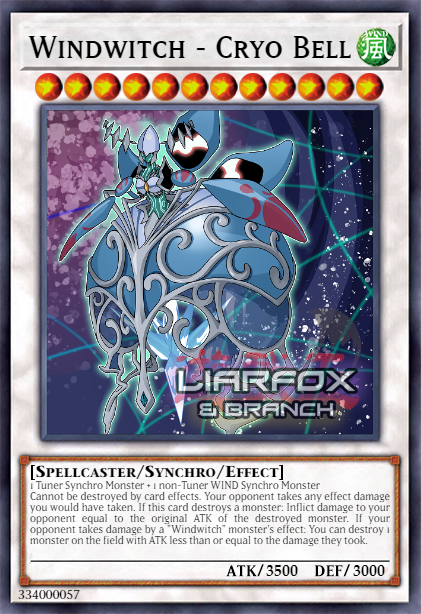 Windwitch - Cryo Bell
WIND
風
LIARFOX
& BRANCH
[Spellcaster/Synchro/Effect]
1 Tuner Synchro Monster + 1 non-Tuner WIND Synchro Monster
Cannot be destroyed by card effects. Your opponent takes any effect damage
you would have taken. If this card destroys a monster: Inflict damage to your
opponent equal to the original ATK of the destroyed monster. If your
opponent takes damage by a "Windwitch" monster's effect: You can destroy 1
monster on the field with ATK less than or equal to the damage they took.
ATK/3500 DEF/3000
334000057